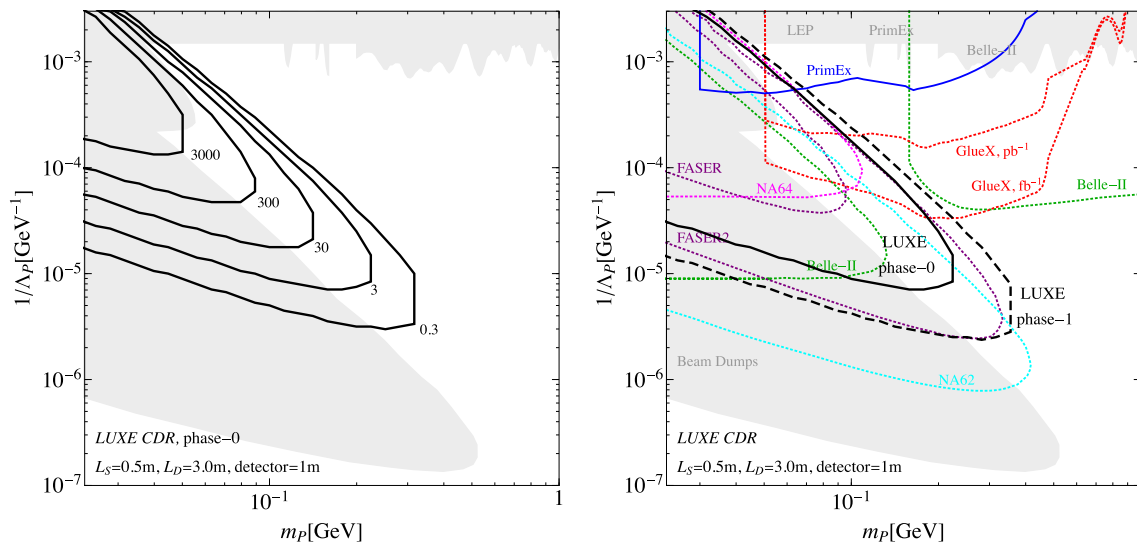 10⁻³
10⁻⁴
10⁻⁵
10⁻⁶
10⁻⁷
1/Λ_P[GeV⁻¹]
3000
300
30
3
0.3
LUXE CDR, phase−0
L_S=0.5m, L_D=3.0m, detector=1m
10⁻¹
1
m_P[GeV]
10⁻³
10⁻⁴
10⁻⁵
10⁻⁶
10⁻⁷
1/Λ_P[GeV⁻¹]
LEP
PrimEx
Belle−II
PrimEx
GlueX, pb⁻¹
FASER
NA64
GlueX, fb⁻¹
Belle−II
FASER2
LUXE
phase−0
Belle−II
LUXE
phase−1
Beam Dumps
NA62
LUXE CDR
L_S=0.5m, L_D=3.0m, detector=1m
10⁻¹
m_P[GeV]